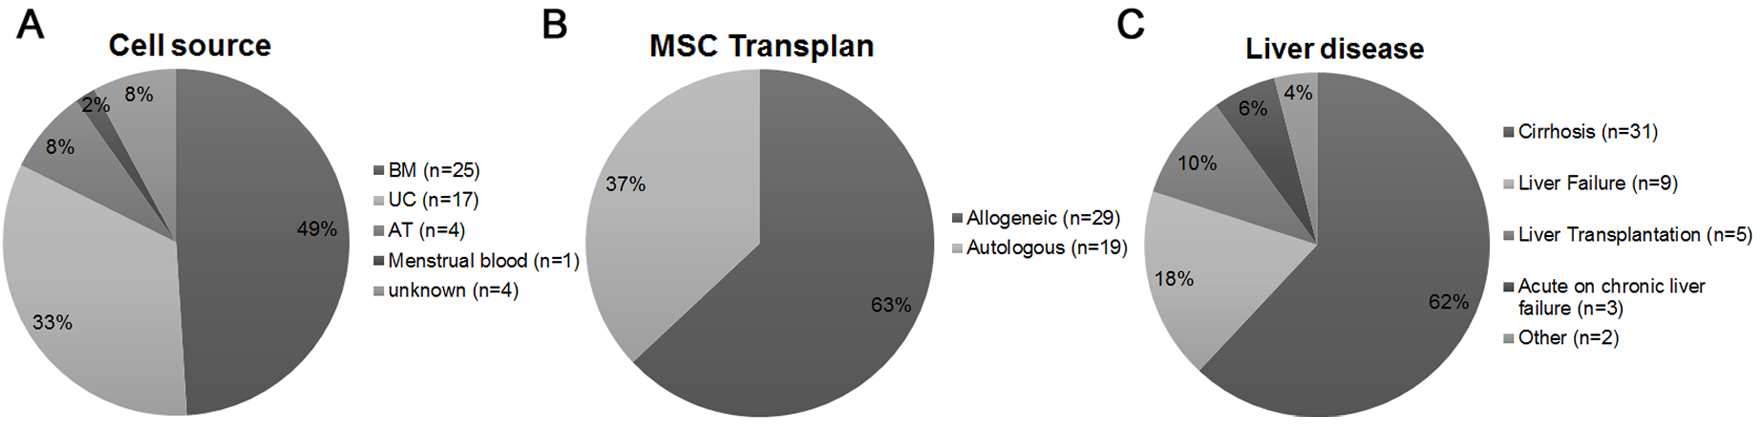 A
Cell source
8%
2%
8%
49%
33%
BM (n=25)
UC (n=17)
AT (n=4)
Menstrual blood (n=1)
unknown (n=4)
B
MSC Transplan
37%
63%
Allogeneic (n=29)
Autologous (n=19)
C
Liver disease
4%
6%
10%
18%
62%
Cirrhosis (n=31)
Liver Failure (n=9)
Liver Transplantation (n=5)
Acute on chronic liver
failure (n=3)
Other (n=2)